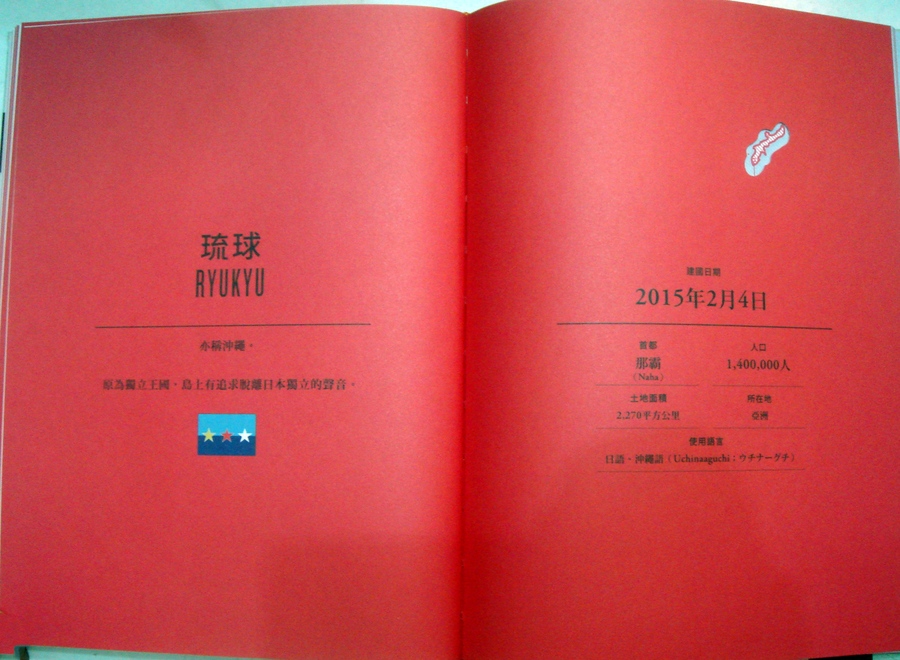 琉球
RYUKYU
亦稱沖繩。
原為獨立王國，島上有追求脫離日本獨立的聲音。
建國日期
2015年2月4日
首都
那霸
（Naha）
人口
1,400,000人
土地面積
2,270平方公里
所在地
亞洲
使用語言
日語、沖繩語（Uchinaaguchi；ウチナーグチ）